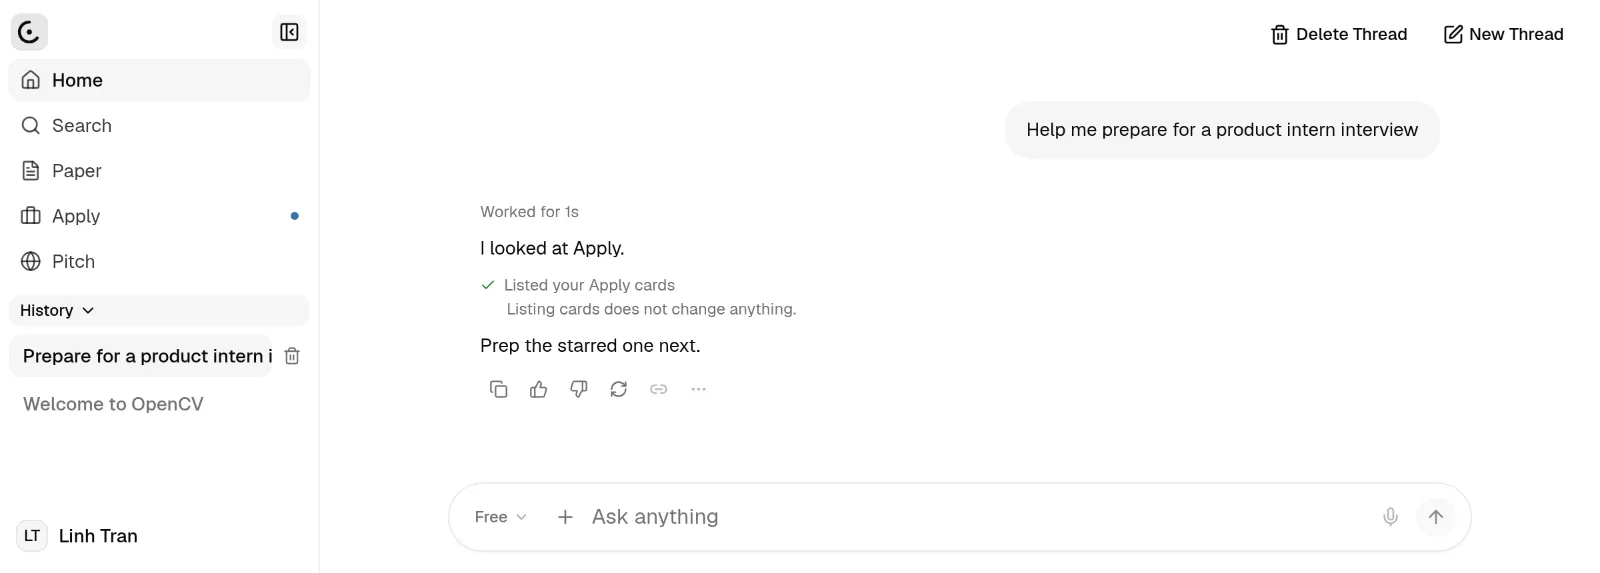 Home
Search
Paper
Apply
Pitch
History
Prepare for a product intern i
Welcome to OpenCV
LT
Linh Tran
Delete Thread
New Thread
Help me prepare for a product intern interview
Worked for 1s
I looked at Apply.
Listed your Apply cards
Listing cards does not change anything.
Prep the starred one next.
Free
Ask anything